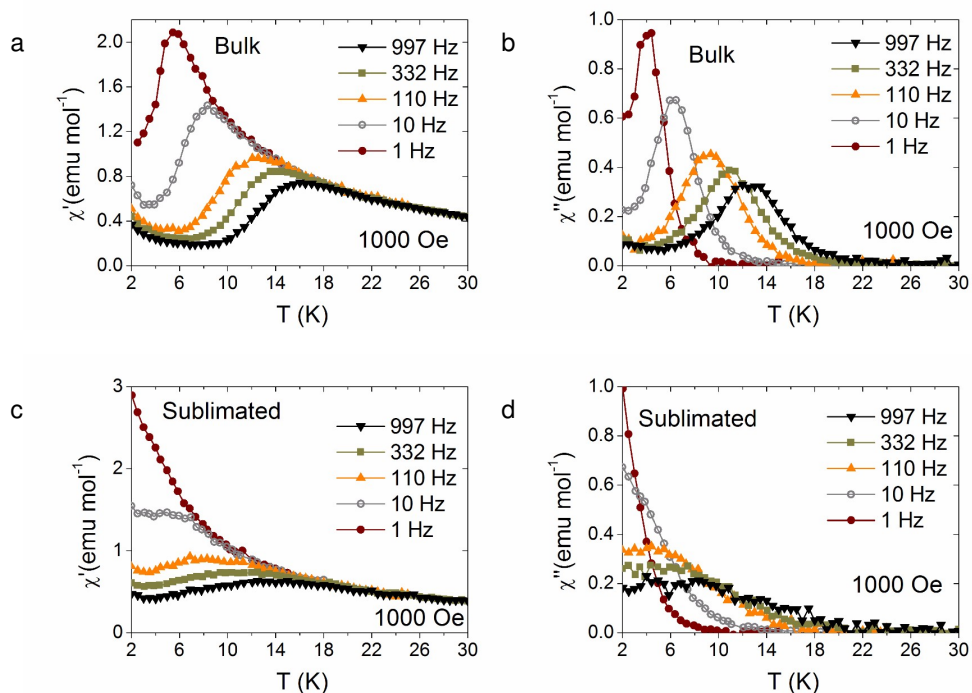 a
Bulk
997 Hz
332 Hz
110 Hz
10 Hz
1 Hz
1000 Oe
χ'(emu mol⁻¹)
2.0
1.6
1.2
0.8
0.4
0.0
2 6 10 14 18 22 26 30
T (K)
b
Bulk
997 Hz
332 Hz
110 Hz
10 Hz
1 Hz
1000 Oe
χ''(emu mol⁻¹)
1.0
0.8
0.6
0.4
0.2
0.0
2 6 10 14 18 22 26 30
T (K)
c
Sublimated
997 Hz
332 Hz
110 Hz
10 Hz
1 Hz
1000 Oe
χ'(emu mol⁻¹)
3
2
1
0
2 6 10 14 18 22 26 30
T (K)
d
Sublimated
997 Hz
332 Hz
110 Hz
10 Hz
1 Hz
1000 Oe
χ''(emu mol⁻¹)
1.0
0.8
0.6
0.4
0.2
0.0
2 6 10 14 18 22 26 30
T (K)